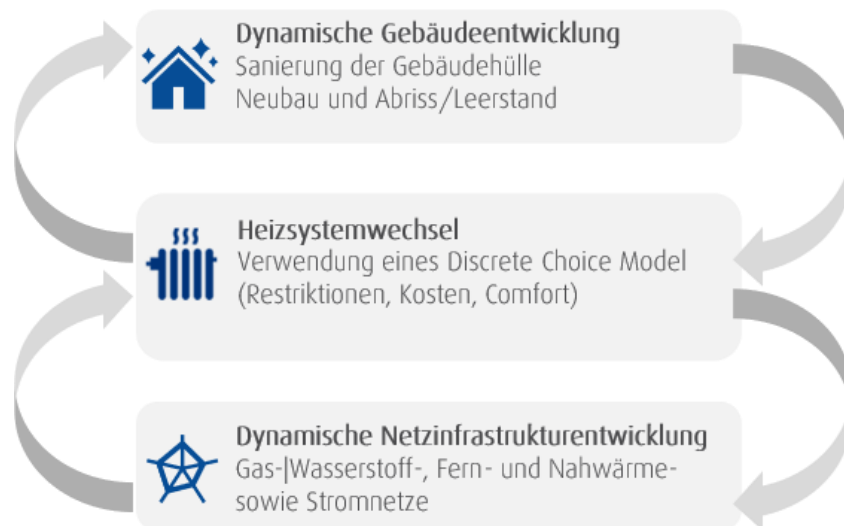 Dynamische Gebäudeentwicklung
Sanierung der Gebäudehülle
Neubau und Abriss/Leerstand
Heizsystemwechsel
Verwendung eines Discrete Choice Model
(Restriktionen, Kosten, Comfort)
Dynamische Netzinfrastrukturentwicklung
Gas-|Wasserstoff-, Fern- und Nahwärme-
sowie Stromnetze